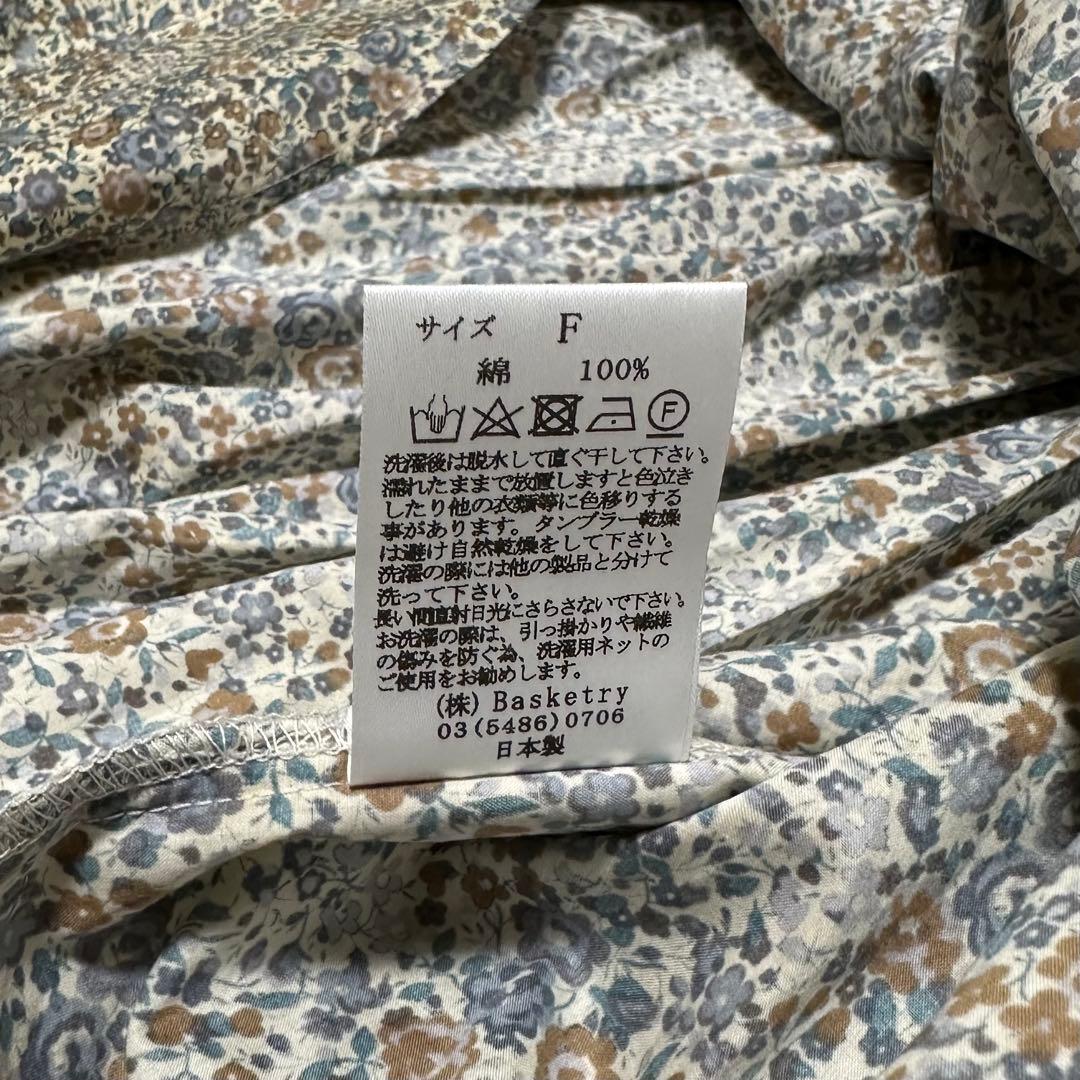 サイズ F
綿 100%
F
洗濯後は脱水して直ぐ干して下さい。
濡れたままで放置しますと色泣き
したり他の衣類等に色移りする
事があります。タンブラー乾燥
は避け自然乾燥をして下さい。
洗濯の際には他の製品と分けて
洗って下さい。
長い間直射日光にさらさないで下さい。
お洗濯の際は、引っ掛かりや繊維
の傷みを防ぐ為、洗濯用ネットの
ご使用をお勧めします。
(株) Basketry
03(5486)0706
日本製